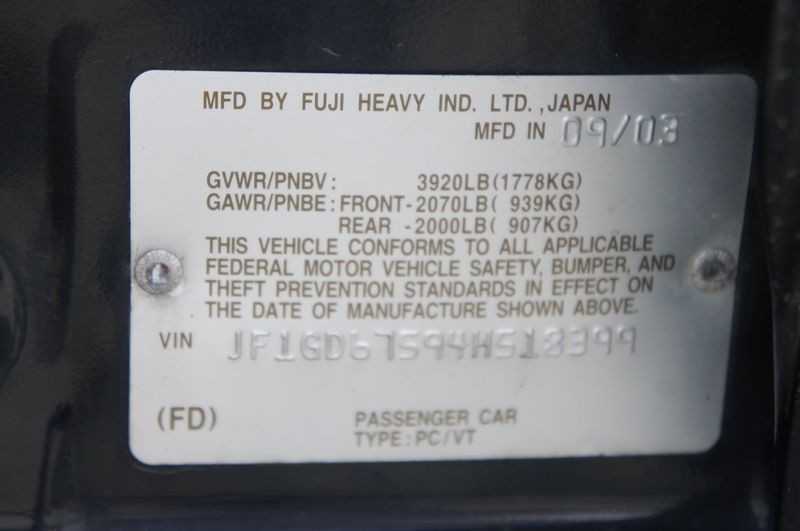 MFD BY FUJI HEAVY IND. LTD.,JAPAN
MFD IN 09/03
GVWR/PNBV: 3920LB(1778KG)
GAWR/PNBE: FRONT-2070LB( 939KG)
REAR -2000LB( 907KG)
THIS VEHICLE CONFORMS TO ALL APPLICABLE
FEDERAL MOTOR VEHICLE SAFETY, BUMPER, AND
THEFT PREVENTION STANDARDS IN EFFECT ON
THE DATE OF MANUFACTURE SHOWN ABOVE.
VIN JF1GD67594H518399
(FD) PASSENGER CAR
TYPE:PC/VT